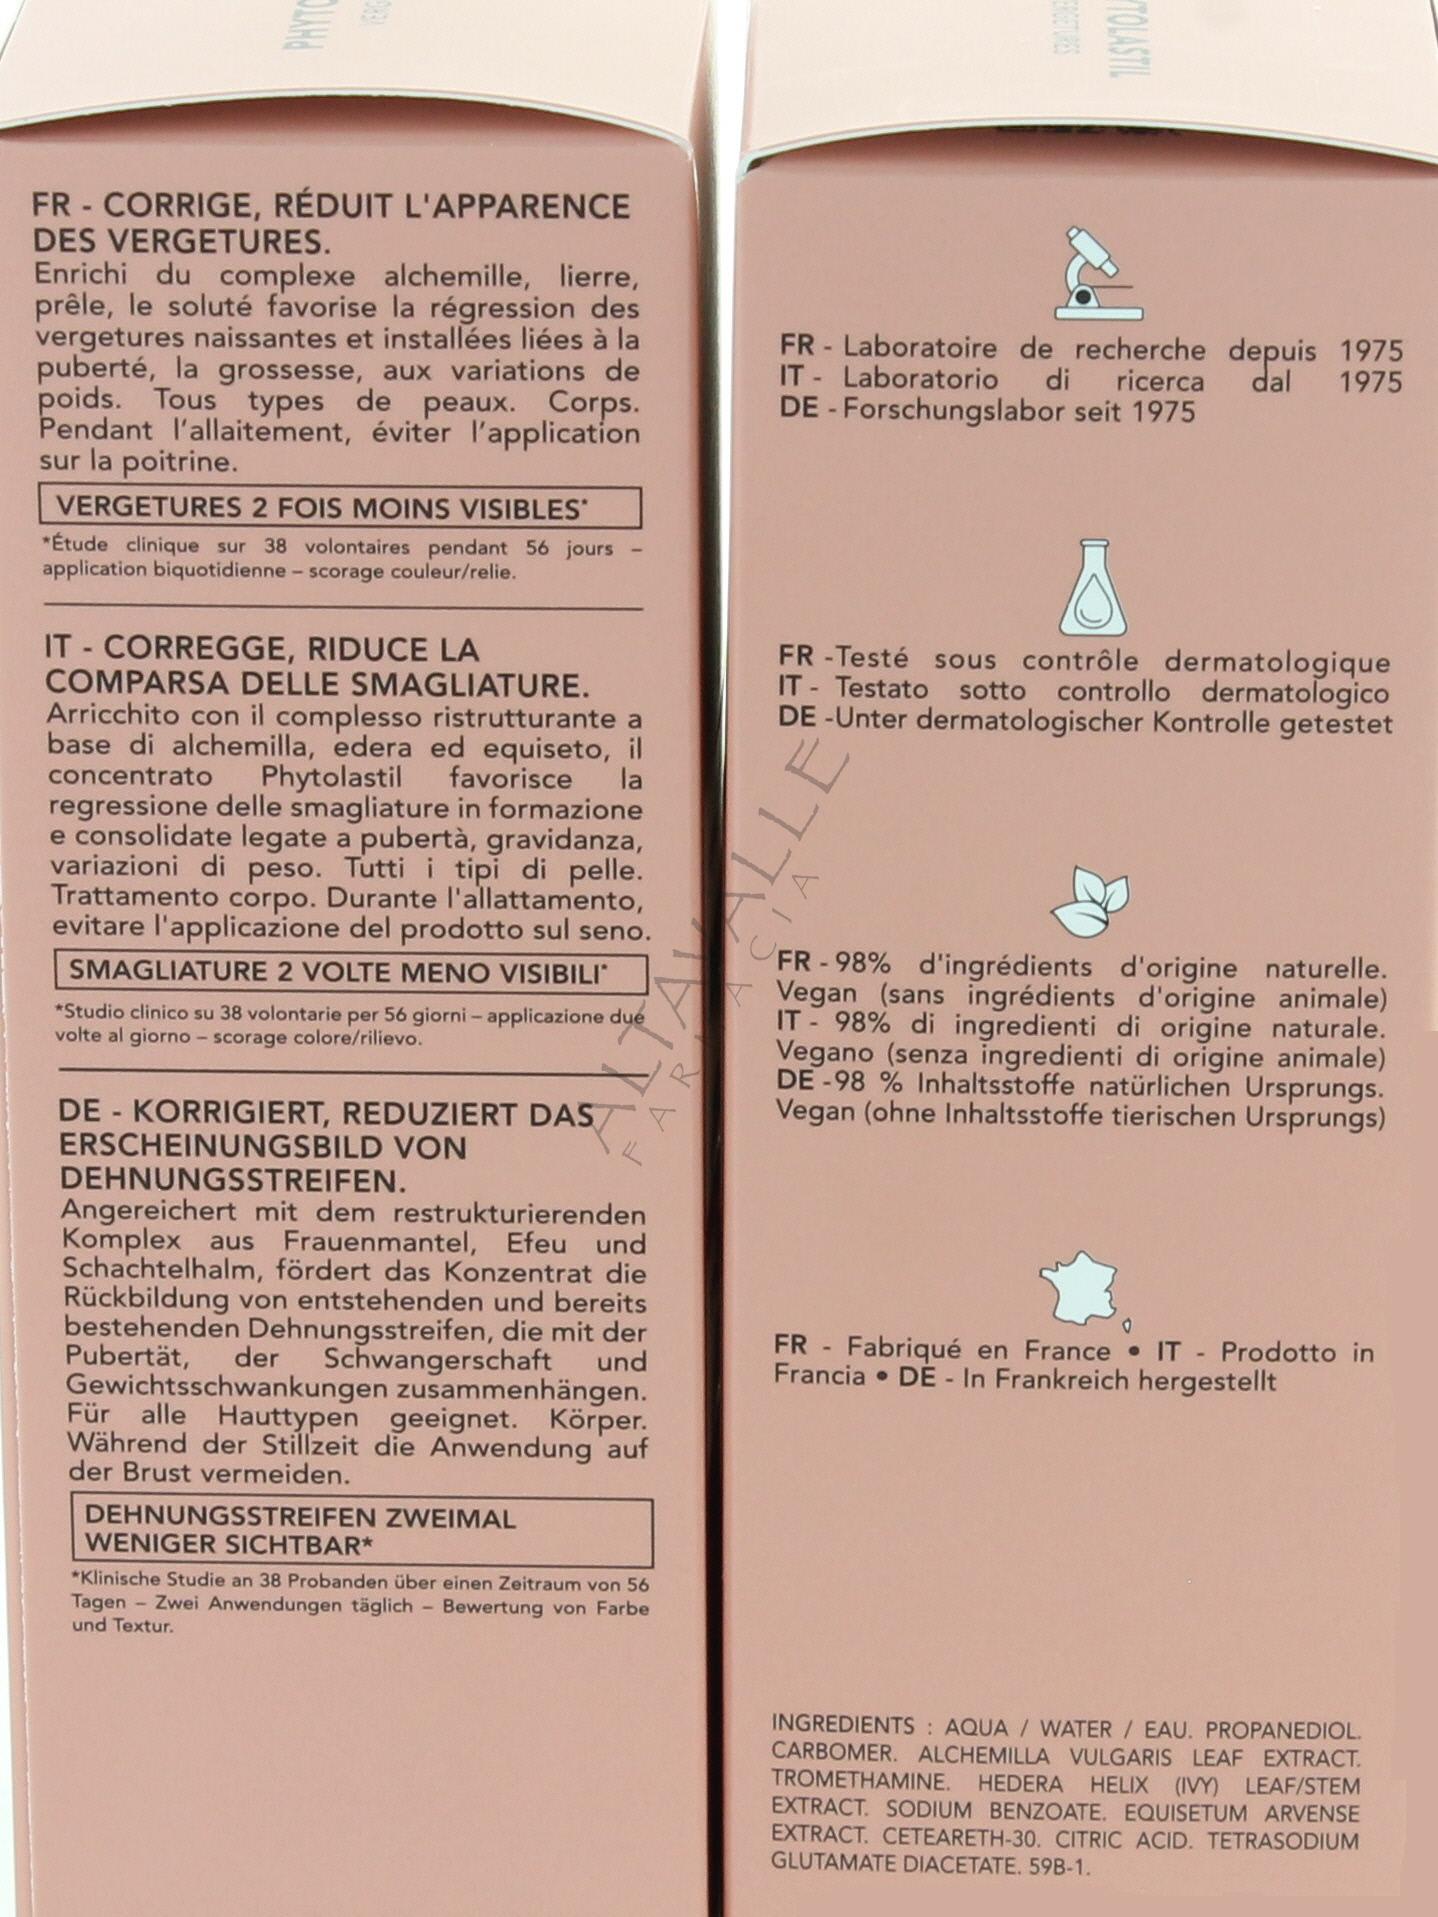 PHYTO
VERG
FR - CORRIGE, RÉDUIT L'APPARENCE
DES VERGETURES.
Enrichi du complexe alchemille, lierre,
prêle, le soluté favorise la régression des
vergetures naissantes et installées liées à la
puberté, la grossesse, aux variations de
poids. Tous types de peaux. Corps.
Pendant l'allaitement, éviter l'application
sur la poitrine.
VERGETURES 2 FOIS MOINS VISIBLES*
*Étude clinique sur 38 volontaires pendant 56 jours –
application biquotidienne – scorage couleur/relie.
IT - CORREGGE, RIDUCE LA
COMPARSA DELLE SMAGLIATURE.
Arricchito con il complesso ristrutturante a
base di alchemilla, edera ed equiseto, il
concentrato Phytolastil favorisce la
regressione delle smagliature in formazione
e consolidate legate a pubertà, gravidanza,
variazioni di peso. Tutti i tipi di pelle.
Trattamento corpo. Durante l'allattamento,
evitare l'applicazione del prodotto sul seno.
SMAGLIATURE 2 VOLTE MENO VISIBILI*
*Studio clinico su 38 volontarie per 56 giorni – applicazione due
volte al giorno – scorage colore/rilievo.
DE - KORRIGIERT, REDUZIERT DAS
ERSCHEINUNGSBILD VON
DEHNUNGSSTREIFEN.
Angereichert mit dem restrukturierenden
Komplex aus Frauenmantel, Efeu und
Schachtelhalm, fördert das Konzentrat die
Rückbildung von entstehenden und bereits
bestehenden Dehnungsstreifen, die mit der
Pubertät, der Schwangerschaft und
Gewichtsschwankungen zusammenhängen.
Für alle Hauttypen geeignet. Körper.
Während der Stillzeit die Anwendung auf
der Brust vermeiden.
DEHNUNGSSTREIFEN ZWEIMAL
WENIGER SICHTBAR*
*Klinische Studie an 38 Probanden über einen Zeitraum von 56
Tagen – Zwei Anwendungen täglich – Bewertung von Farbe
und Textur.
ALTAVALLE
FARMACIA
YTOLASTIL
ERGETURES
FR - Laboratoire de recherche depuis 1975
IT - Laboratorio di ricerca dal 1975
DE - Forschungslabor seit 1975
FR -Testé sous contrôle dermatologique
IT - Testato sotto controllo dermatologico
DE -Unter dermatologischer Kontrolle getestet
FR - 98% d'ingrédients d'origine naturelle.
Vegan (sans ingrédients d'origine animale)
IT - 98% di ingredienti di origine naturale.
Vegano (senza ingredienti di origine animale)
DE -98 % Inhaltsstoffe natürlichen Ursprungs.
Vegan (ohne Inhaltsstoffe tierischen Ursprungs)
FR - Fabriqué en France • IT - Prodotto in
Francia • DE - In Frankreich hergestellt
INGREDIENTS : AQUA / WATER / EAU. PROPANEDIOL.
CARBOMER. ALCHEMILLA VULGARIS LEAF EXTRACT.
TROMETHAMINE. HEDERA HELIX (IVY) LEAF/STEM
EXTRACT. SODIUM BENZOATE. EQUISETUM ARVENSE
EXTRACT. CETEARETH-30. CITRIC ACID. TETRASODIUM
GLUTAMATE DIACETATE. 59B-1.